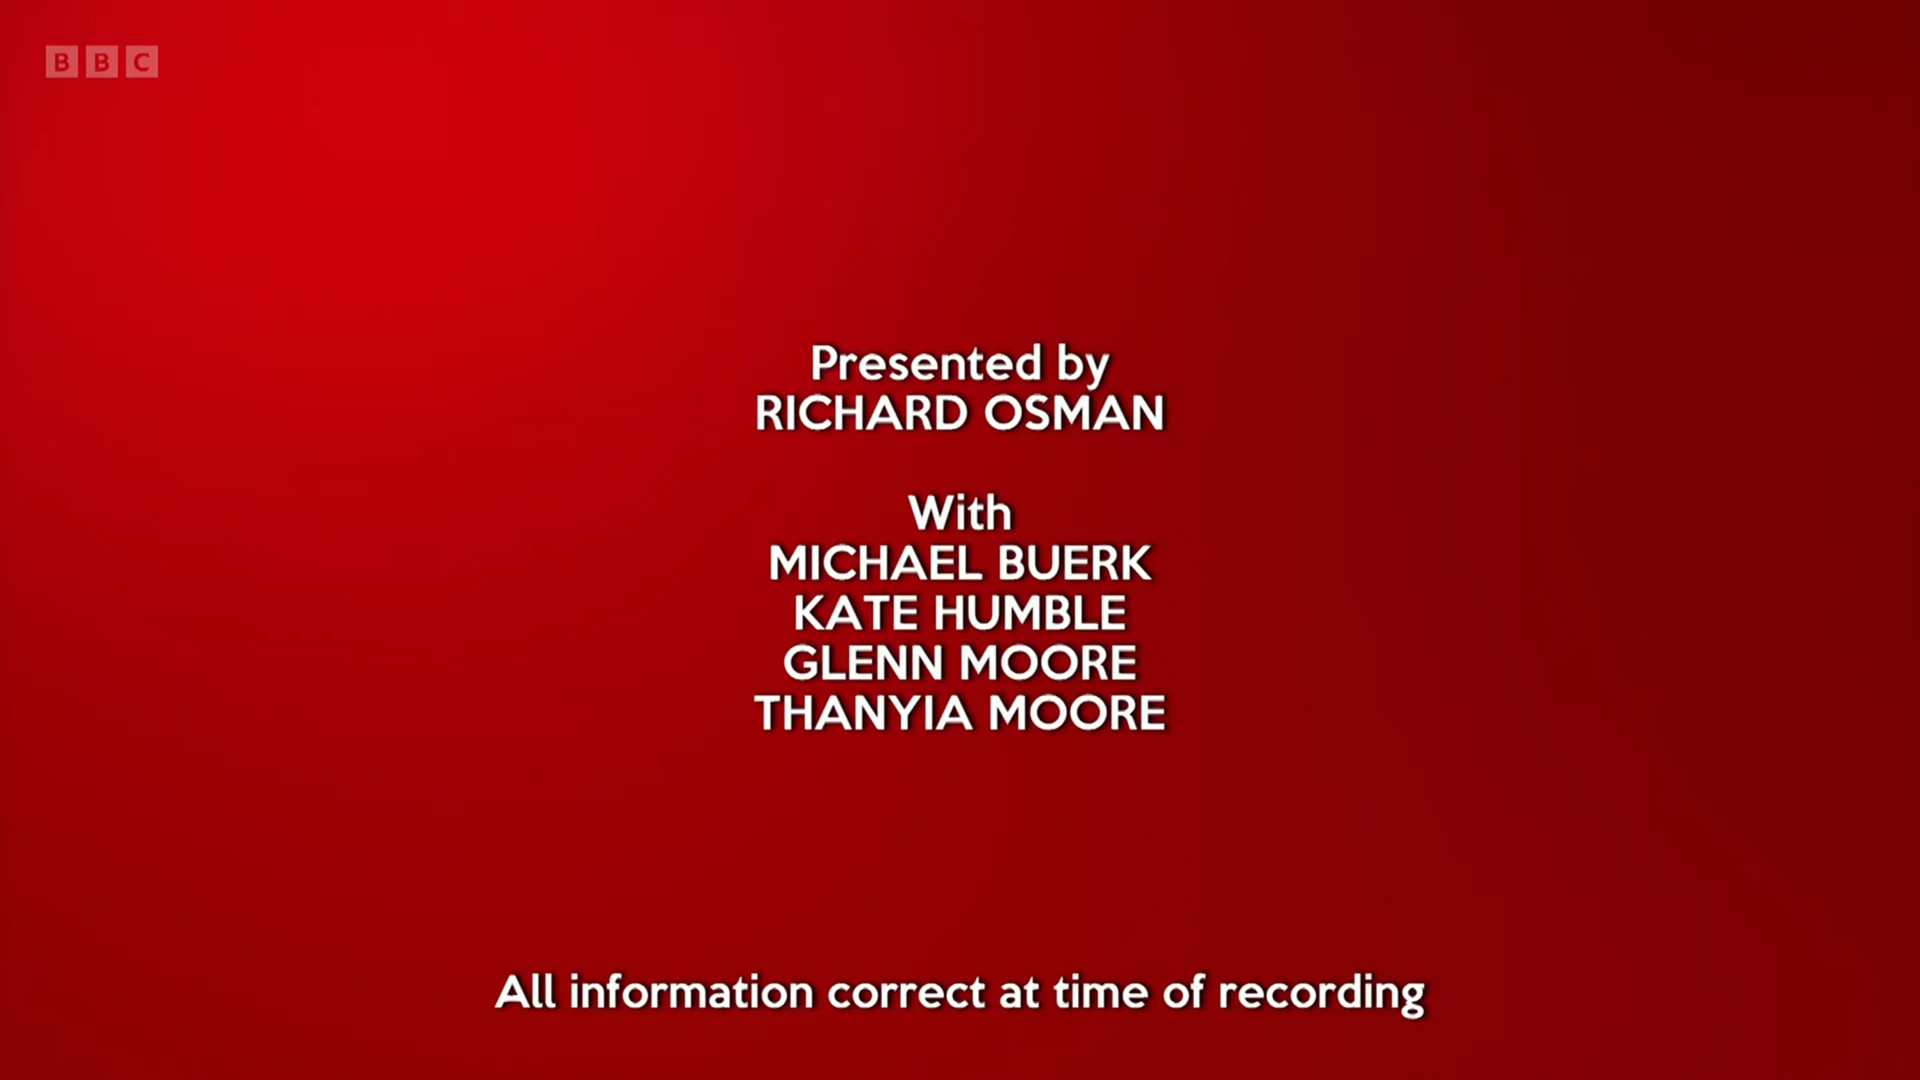 BBC
Presented by
RICHARD OSMAN
With
MICHAEL BUERK
KATE HUMBLE
GLENN MOORE
THANYIA MOORE
All information correct at time of recording